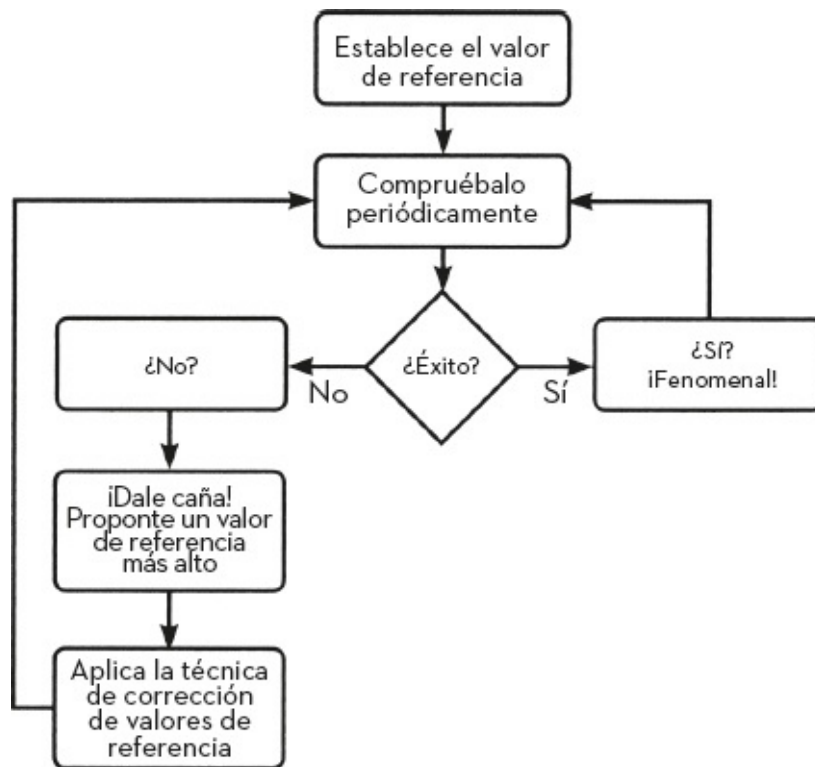 Establece el valor
de referencia
Compruébalo
periódicamente
¿No?
No
¿Éxito?
Sí
¿Sí?
¡Fenomenal!
¡Dale caña!
Proponte un valor
de referencia
más alto
Aplica la técnica
de corrección
de valores de
referencia